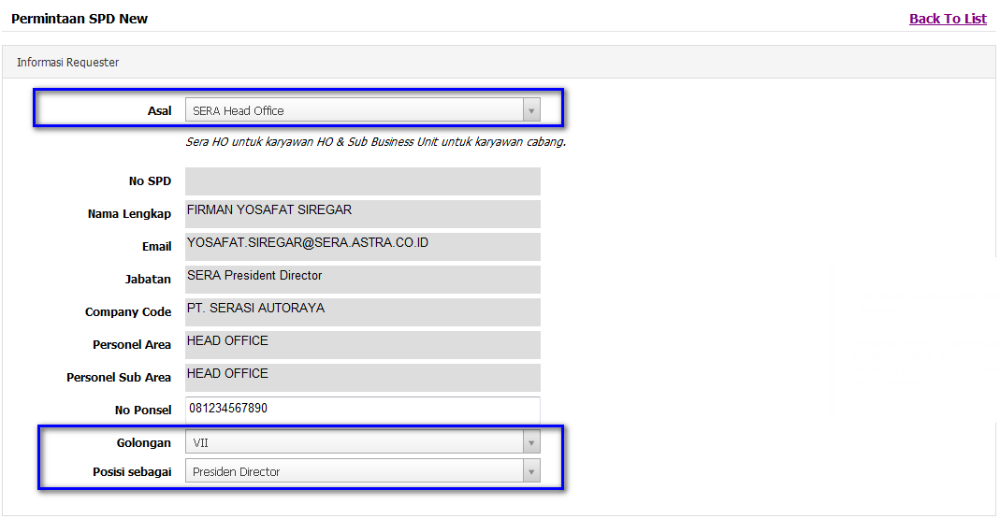 Permintaan SPD New Back To List
Informasi Requester
Asal SERA Head Office
Sera HO untuk karyawan HO & Sub Business Unit untuk karyawan cabang.
No SPD
Nama Lengkap FIRMAN YOSAFAT SIREGAR
Email YOSAFAT.SIREGAR@SERA.ASTRA.CO.ID
Jabatan SERA President Director
Company Code PT. SERASI AUTORAYA
Personel Area HEAD OFFICE
Personel Sub Area HEAD OFFICE
No Ponsel 081234567890
Golongan VII
Posisi sebagai Presiden Director